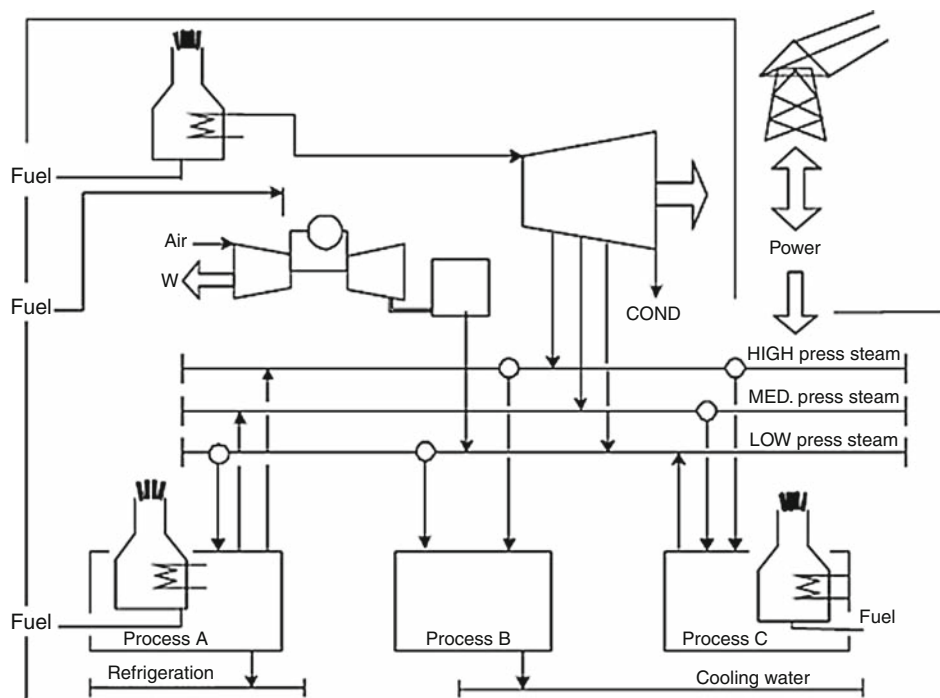 Fuel
Air
W
Fuel
Power
COND
HIGH press steam
MED. press steam
LOW press steam
Fuel
Process A
Process B
Process C
Fuel
Refrigeration
Cooling water